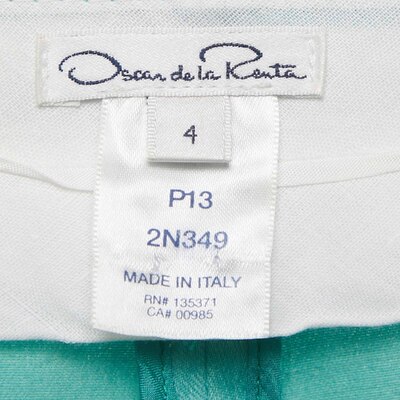 Oscar de la Renta
4
P13
2N349
MADE IN ITALY
RN# 135371
CA# 00985